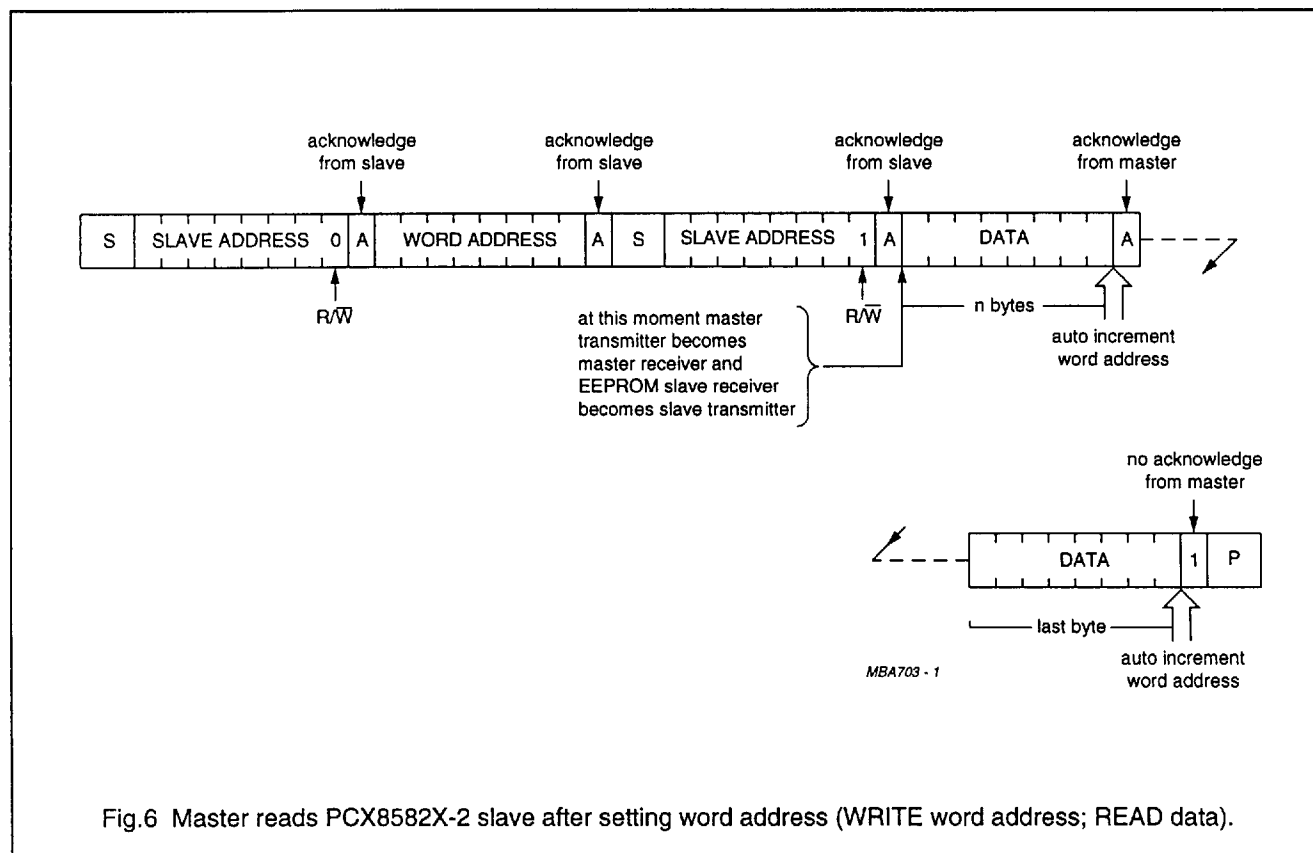 acknowledge
from slave
acknowledge
from slave
acknowledge
from slave
acknowledge
from master
S SLAVE ADDRESS 0 A WORD ADDRESS A S SLAVE ADDRESS 1 A DATA A
R/W̅
R/W̅
n bytes
at this moment master
transmitter becomes
master receiver and
EEPROM slave receiver
becomes slave transmitter
auto increment
word address
no acknowledge
from master
DATA 1 P
last byte
auto increment
word address
MBA703 - 1
Fig.6 Master reads PCX8582X-2 slave after setting word address (WRITE word address; READ data).